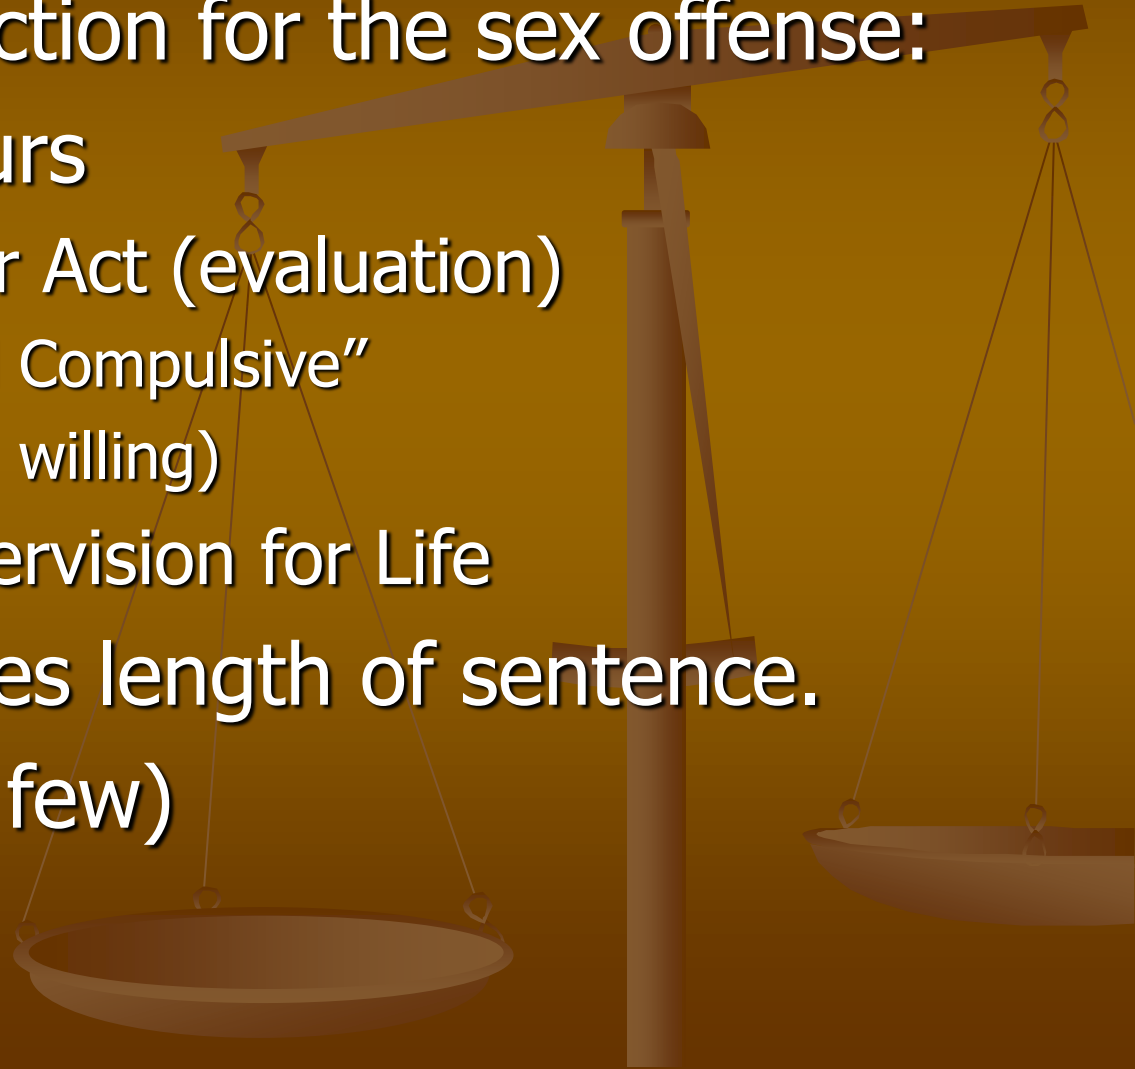 ction for the sex offense:
urs
r Act (evaluation)
Compulsive”
willing)
ervision for Life
es length of sentence.
few)